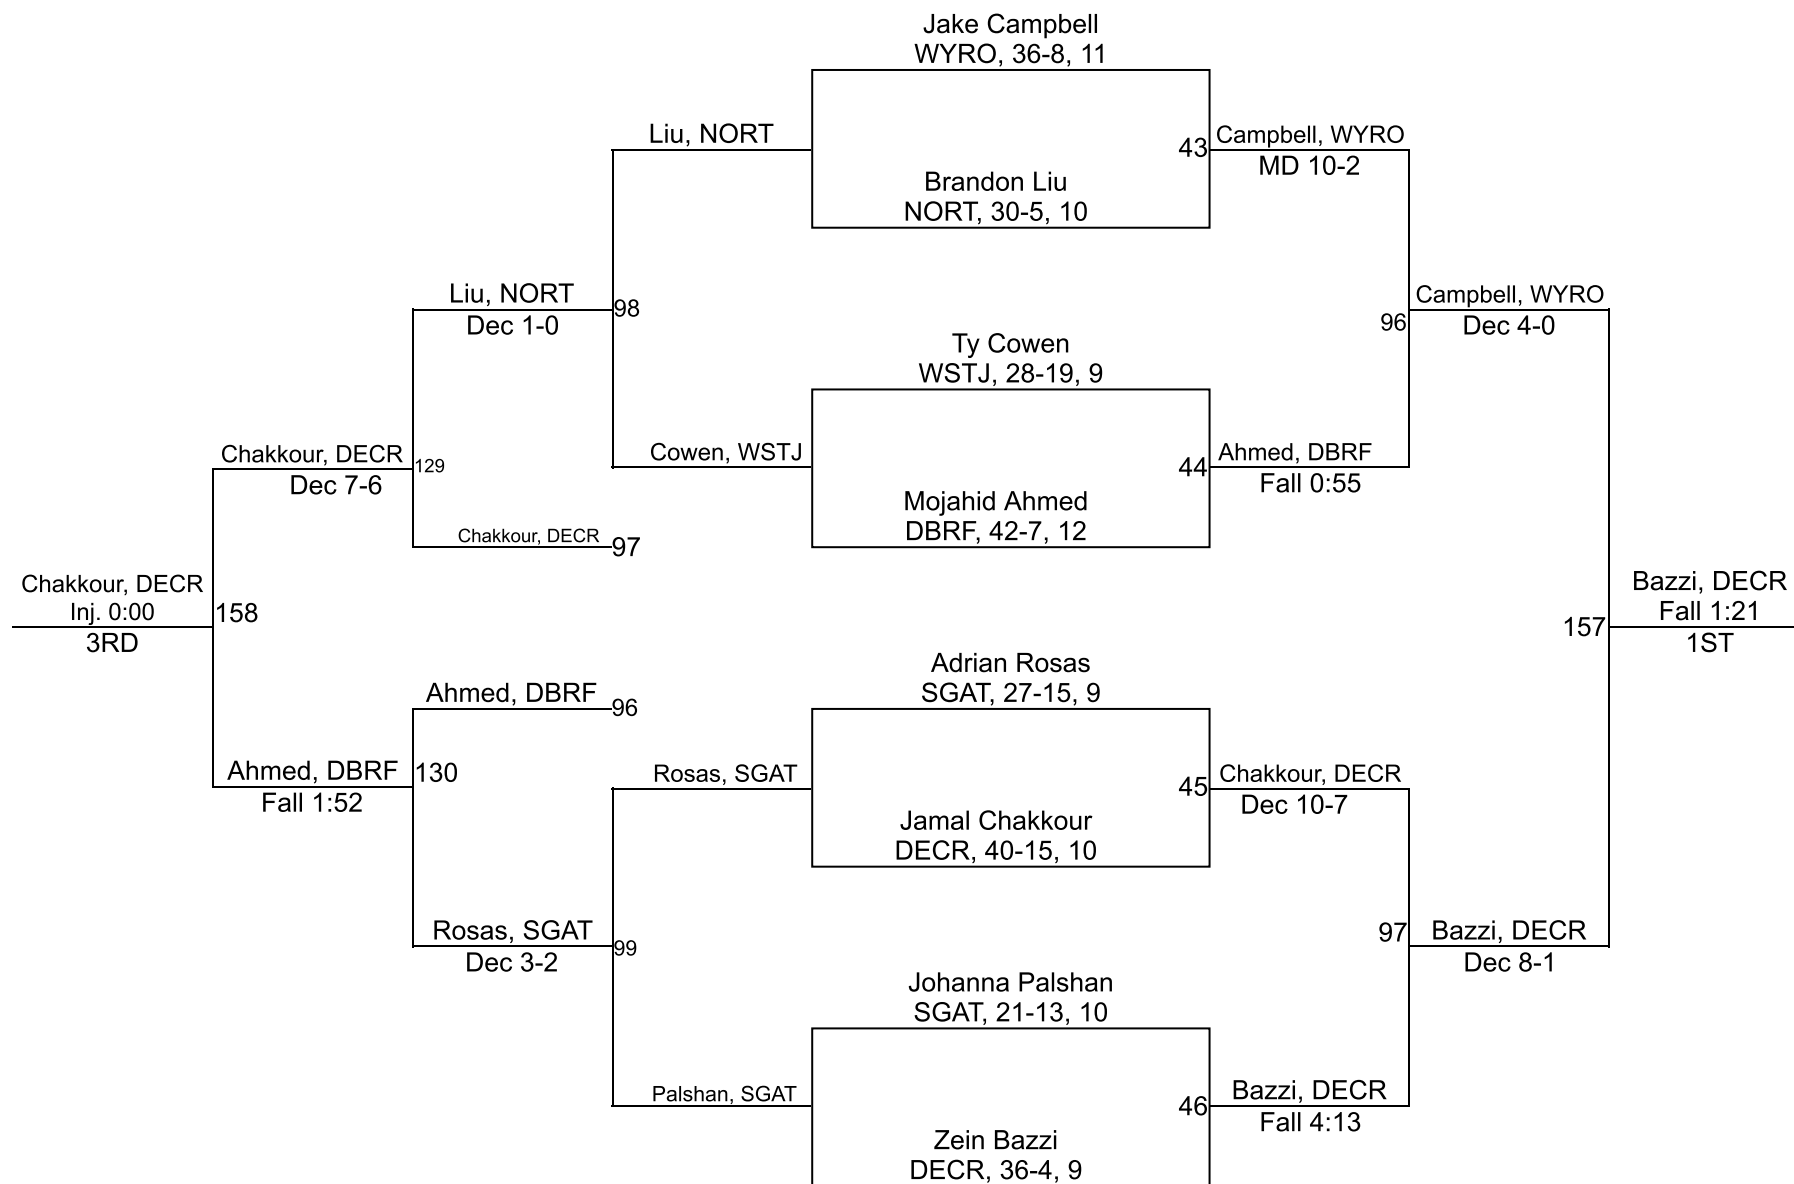 Jake Campbell
WYRO, 36-8, 11
Liu, NORT
43
Campbell, WYRO
MD 10-2
Brandon Liu
NORT, 30-5, 10
Liu, NORT
Dec 1-0
98
Campbell, WYRO
96
Dec 4-0
Ty Cowen
WSTJ, 28-19, 9
Chakkour, DECR
Dec 7-6
129
Cowen, WSTJ
44
Ahmed, DBRF
Fall 0:55
Mojahid Ahmed
DBRF, 42-7, 12
Chakkour, DECR
97
Chakkour, DECR
Inj. 0:00
3RD
158
157
Bazzi, DECR
Fall 1:21
1ST
Adrian Rosas
SGAT, 27-15, 9
Ahmed, DBRF
96
Ahmed, DBRF
Fall 1:52
130
Rosas, SGAT
45
Chakkour, DECR
Dec 10-7
Jamal Chakkour
DECR, 40-15, 10
Rosas, SGAT
Dec 3-2
99
97
Bazzi, DECR
Dec 8-1
Johanna Palshan
SGAT, 21-13, 10
Palshan, SGAT
46
Bazzi, DECR
Fall 4:13
Zein Bazzi
DECR, 36-4, 9